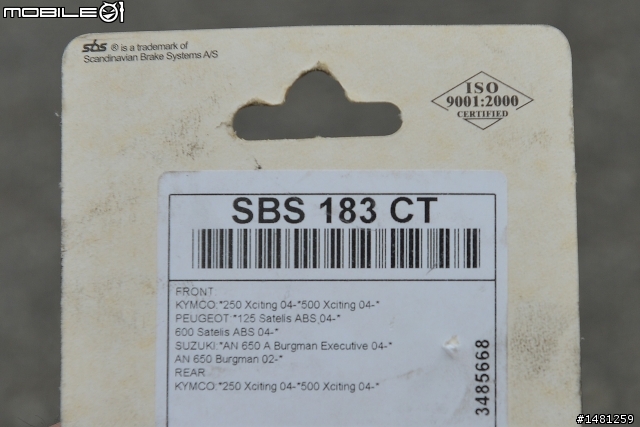 MOBILE01
sbs ® is a trademark of
Scandinavian Brake Systems A/S
ISO
9001:2000
CERTIFIED
SBS 183 CT
FRONT
KYMCO:*250 Xciting 04-*500 Xciting 04-*
PEUGEOT:*125 Satelis ABS,04-*
600 Satelis ABS 04-*
SUZUKI:*AN 650 A Burgman Executive 04-*
AN 650 Burgman 02-*
REAR
KYMCO:*250 Xciting 04-*500 Xciting 04-*
3485668
#1481259